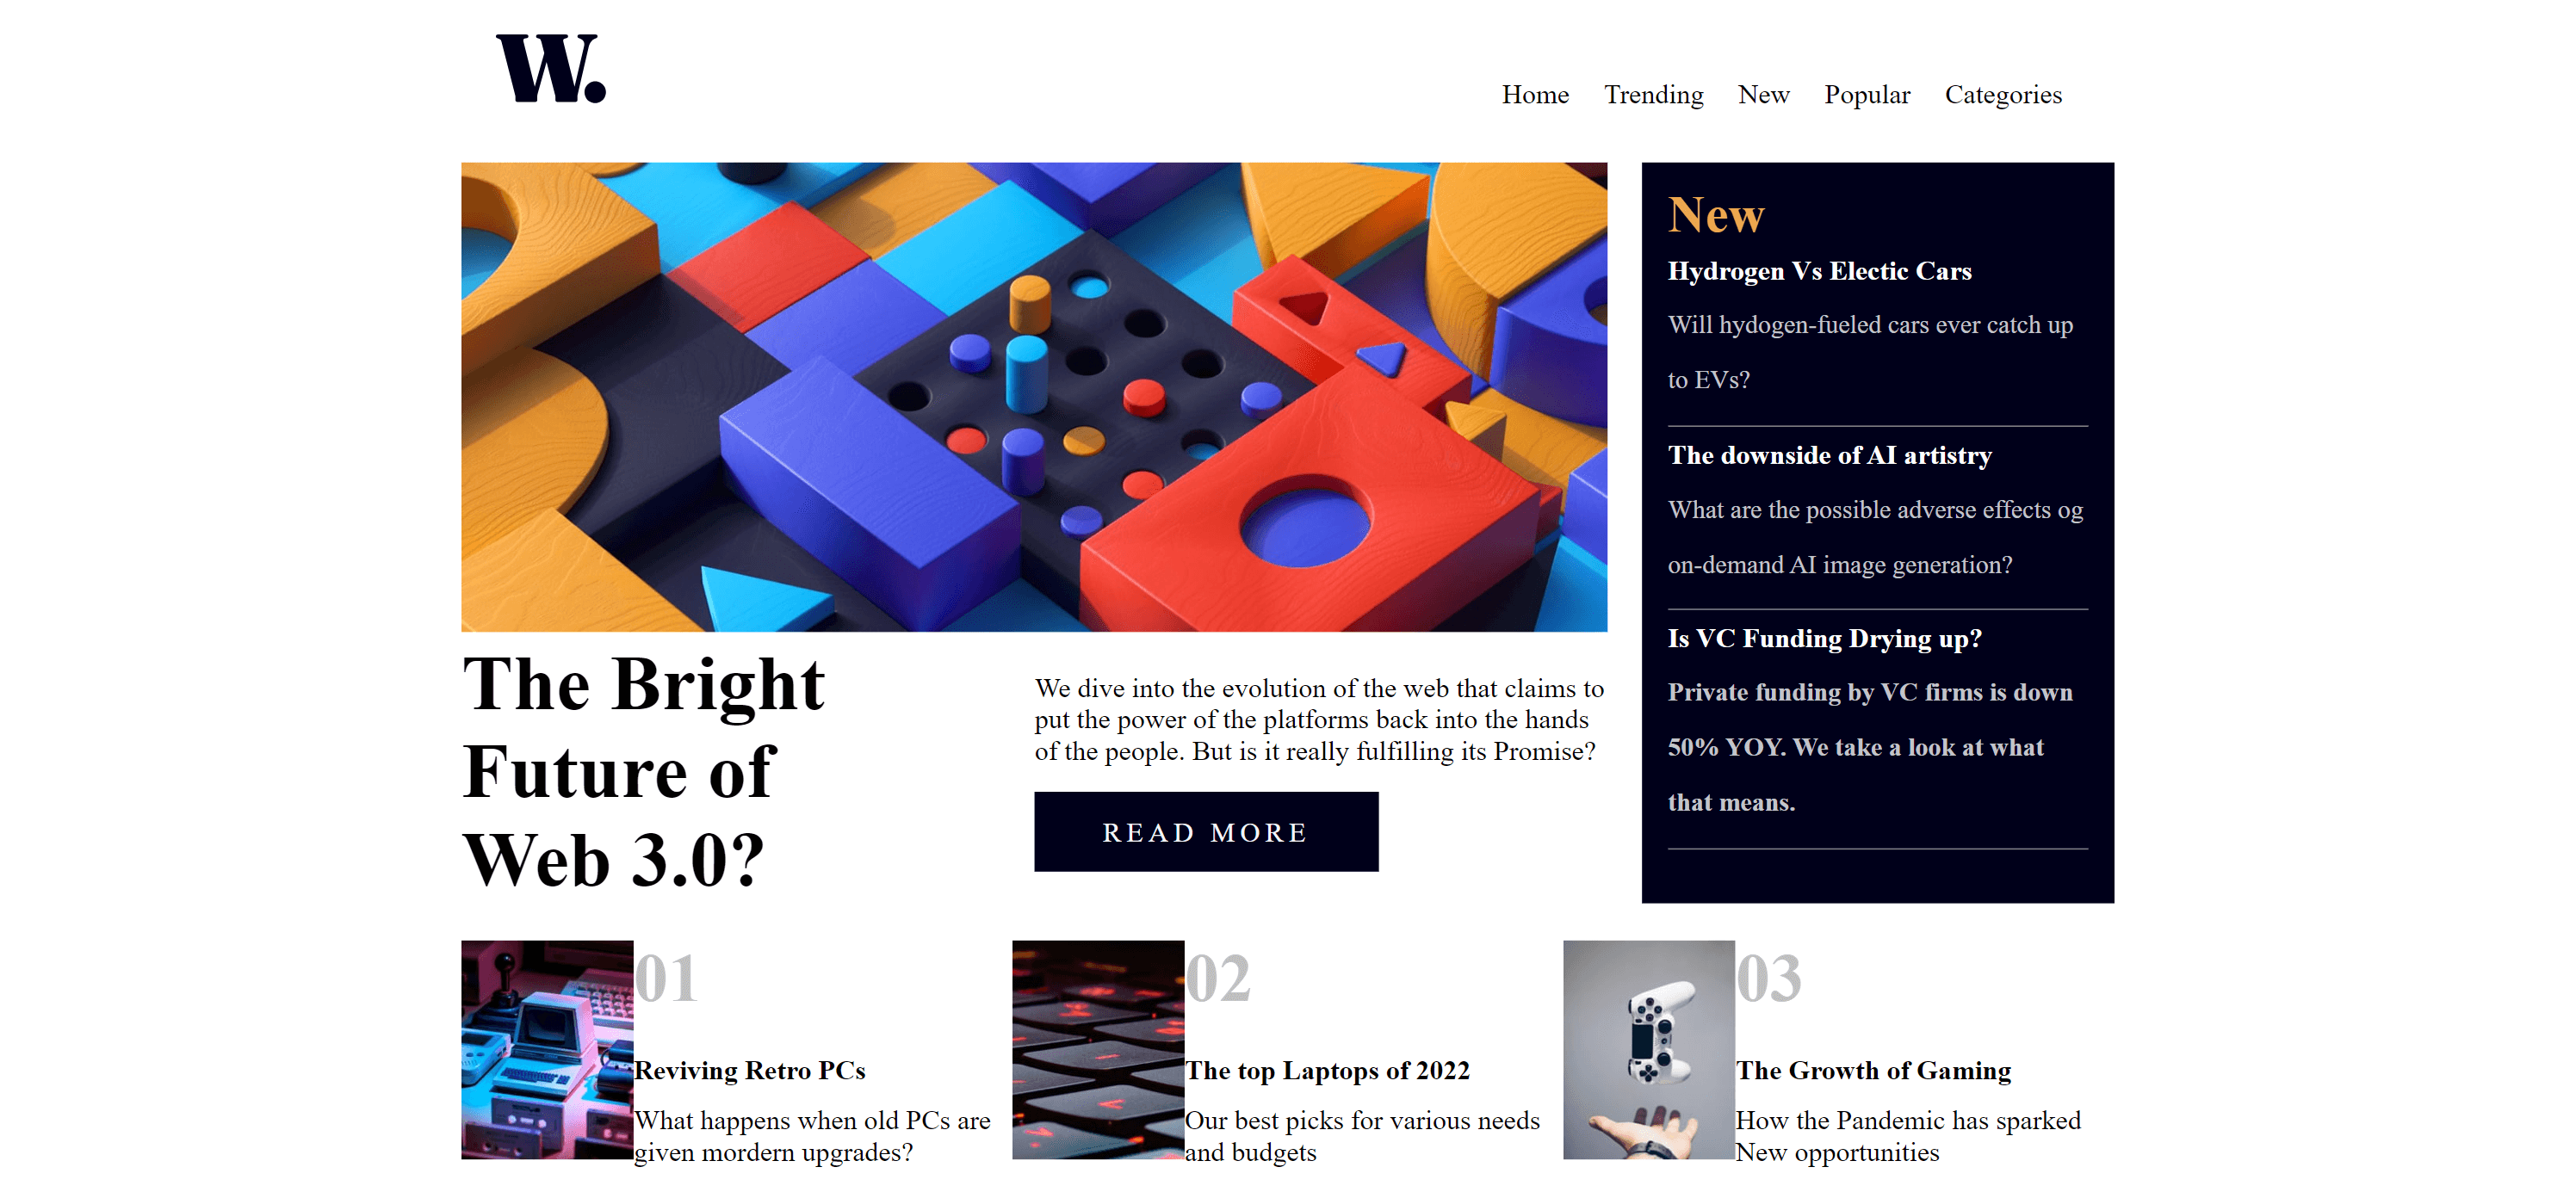 W.
Home Trending New Popular Categories
New
Hydrogen Vs Electic Cars
Will hydogen-fueled cars ever catch up
to EVs?
The downside of AI artistry
What are the possible adverse effects og
on-demand AI image generation?
Is VC Funding Drying up?
Private funding by VC firms is down
50% YOY. We take a look at what
that means.
The Bright
Future of
Web 3.0?
We dive into the evolution of the web that claims to
put the power of the platforms back into the hands
of the people. But is it really fulfilling its Promise?
READ MORE
01
Reviving Retro PCs
What happens when old PCs are
given mordern upgrades?
02
The top Laptops of 2022
Our best picks for various needs
and budgets
03
The Growth of Gaming
How the Pandemic has sparked
New opportunities